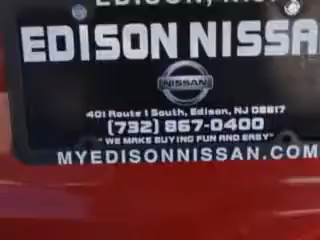 EDISON NISSA
NISSAN
401 Route 1 South, Edison, NJ 08817
(732) 867-0400
"WE MAKE BUYING FUN AND EASY"
MYEDISONNISSAN.COM